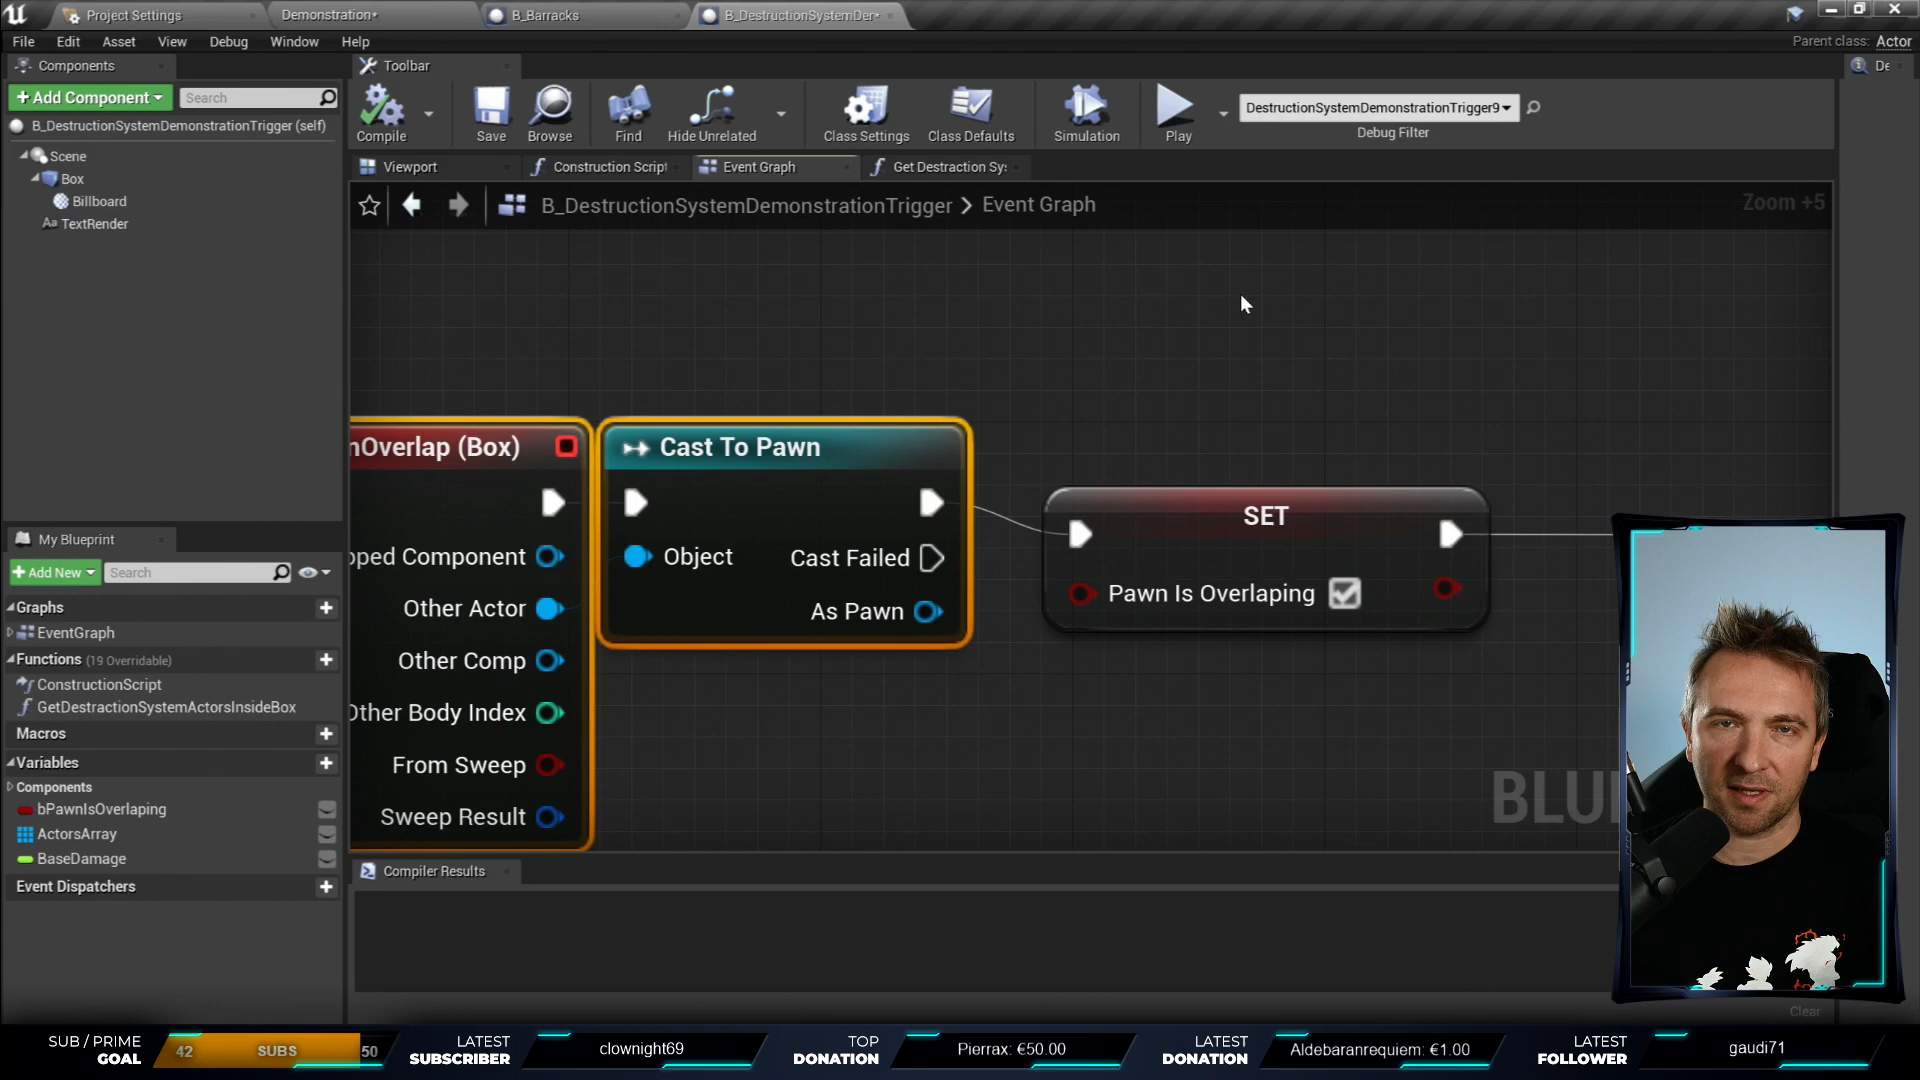 Project Settings
Demonstration*
B_Barracks
B_DestructionSystemDem*
File Edit Asset View Debug Window Help
Parent class: Actor
Components
Toolbar
De
+ Add Component
Search
B_DestructionSystemDemonstrationTrigger (self)
Scene
Box
Billboard
TextRender
Compile
Save
Browse
Find
Hide Unrelated
Class Settings
Class Defaults
Simulation
Play
DestructionSystemDemonstrationTrigger9
Debug Filter
Viewport
Construction Script
Event Graph
Get Destraction Sy
B_DestructionSystemDemonstrationTrigger > Event Graph
Zoom +5
nOverlap (Box)
pped Component
Other Actor
Other Comp
Other Body Index
From Sweep
Sweep Result
Cast To Pawn
Object
Cast Failed
As Pawn
SET
Pawn Is Overlaping
BLU
My Blueprint
+ Add New
Search
Graphs
EventGraph
Functions (19 Overridable)
ConstructionScript
GetDestractionSystemActorsInsideBox
Macros
Variables
Components
bPawnIsOverlaping
ActorsArray
BaseDamage
Event Dispatchers
Compiler Results
Clear
SUB / PRIME
GOAL
42 SUBS 50
LATEST
SUBSCRIBER
clownight69
TOP
DONATION
Pierrax: €50.00
LATEST
DONATION
Aldebaranrequiem: €1.00
LATEST
FOLLOWER
gaudi71